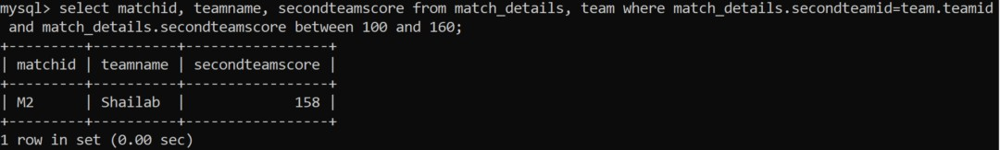 mysql> select matchid, teamname, secondteamscore from match_details, team where match_details.secondteamid=team.teamid
 and match_details.secondteamscore between 100 and 160;
+---------+----------+-----------------+
| matchid | teamname | secondteamscore |
+---------+----------+-----------------+
| M2      | Shailab  |             158 |
+---------+----------+-----------------+
1 row in set (0.00 sec)